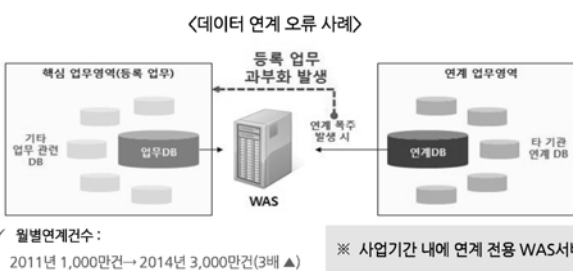 〈데이터 연계 오류 사례〉
등록 업무
과부화 발생
핵심 업무영역(등록 업무)
연계 업무영역
기타
업무 관련
DB
업무DB
연계 폭주
발생 시
WAS
연계DB
타 기관
연계 DB
✓ 월별연계건수 :
2011년 1,000만건→ 2014년 3,000만건(3배 ▲)
※ 사업기간 내에 연계 전용 WAS서버